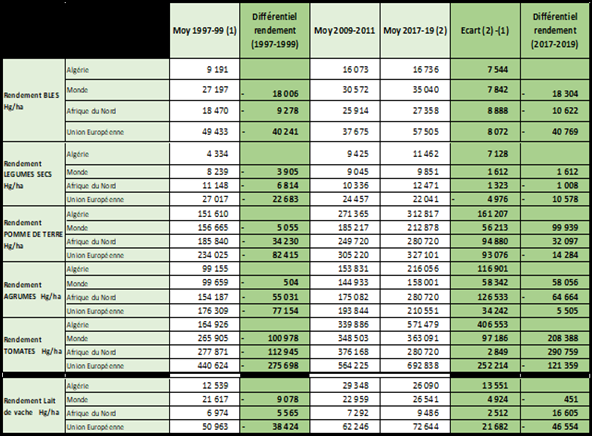 Moy 1997-99 (1) Différentiel rendement (1997-1999) Moy 2009-2011 Moy 2017-19 (2) Ecart (2) -(1) Différentiel rendement (2017-2019)
Rendement BLES Hg/ha
Algérie 9 191 16 073 16 736 7 544
Monde 27 197 - 18 006 30 572 35 040 7 842 - 18 304
Afrique du Nord 18 470 - 9 278 25 914 27 358 8 888 - 10 622
Union Européenne 49 433 - 40 241 37 675 57 505 8 072 - 40 769
Rendement LEGUMES SECS Hg/ha
Algérie 4 334 9 425 11 462 7 128
Monde 8 239 - 3 905 9 045 9 851 1 612 1 612
Afrique du Nord 11 148 - 6 814 10 336 12 471 1 323 - 1 008
Union Européenne 27 017 - 22 683 24 457 22 041 - 4 976 - 10 578
Rendement POMME DE TERRE Hg/ha
Algérie 151 610 271 365 312 817 161 207
Monde 156 665 - 5 055 185 217 212 878 56 213 99 939
Afrique du Nord 185 840 - 34 230 249 720 280 720 94 880 32 097
Union Européenne 234 025 - 82 415 305 220 327 101 93 076 - 14 284
Rendement AGRUMES Hg/ha
Algérie 99 155 153 831 216 056 116 901
Monde 99 659 - 504 144 933 158 001 58 342 58 056
Afrique du Nord 154 187 - 55 031 175 082 280 720 126 533 - 64 664
Union Européenne 176 309 - 77 154 193 844 210 551 34 242 5 505
Rendement TOMATES Hg/ha
Algérie 164 926 339 886 571 479 406 553
Monde 265 905 - 100 978 348 503 363 091 97 186 208 388
Afrique du Nord 277 871 - 112 945 376 168 280 720 2 849 290 759
Union Européenne 440 624 - 275 698 564 225 692 838 252 214 - 121 359
Rendement Lait de vache Hg/ha
Algérie 12 539 29 348 26 090 13 551
Monde 21 617 - 9 078 22 959 26 541 4 924 - 451
Afrique du Nord 6 974 5 565 7 292 9 486 2 512 16 605
Union Européenne 50 963 - 38 424 62 246 72 644 21 682 - 46 554